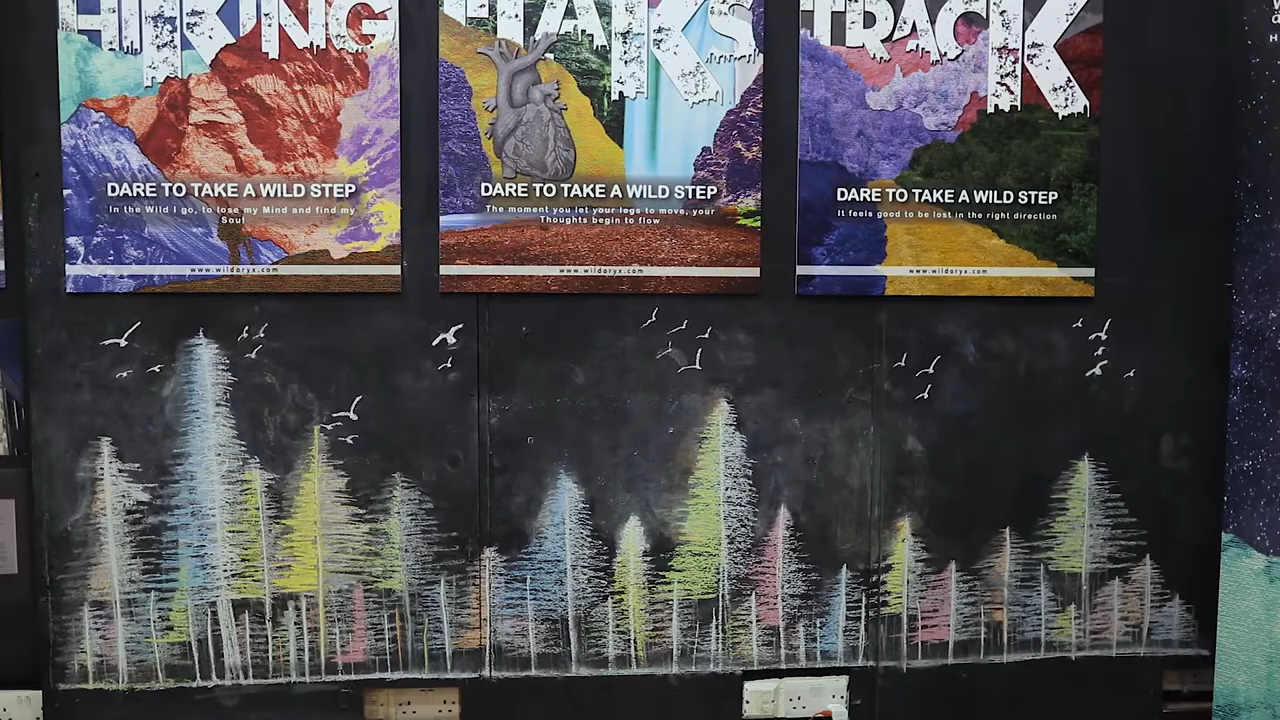 HIKING
DARE TO TAKE A WILD STEP
In the Wild I go, to lose my Mind and find my
Soul
www.wildoryx.com
TALKS
DARE TO TAKE A WILD STEP
The moment you let your legs to move, your
Thoughts begin to flow
www.wildoryx.com
TRACK
DARE TO TAKE A WILD STEP
It feels good to be lost in the right direction
www.wildoryx.com